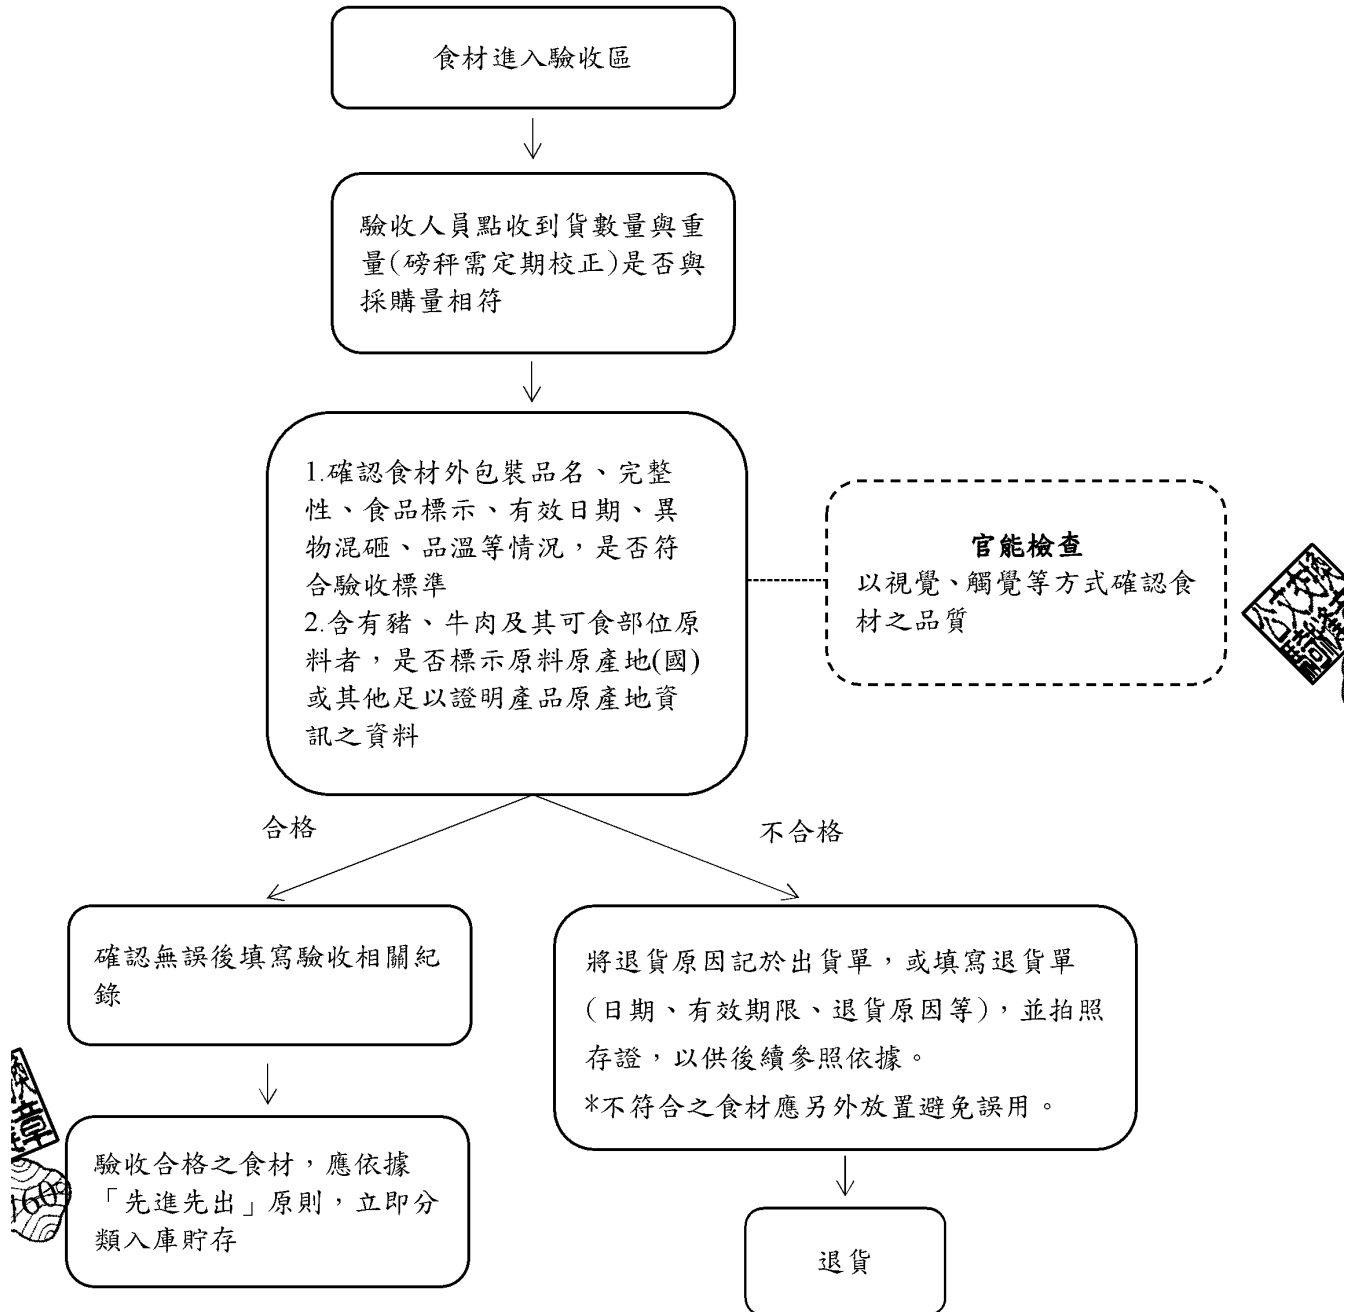 食材進入驗收區
驗收人員點收到貨數量與重
量(磅秤需定期校正)是否與
採購量相符
1.確認食材外包裝品名、完整
性、食品標示、有效日期、異
物混砸、品溫等情況，是否符
合驗收標準
2.含有豬、牛肉及其可食部位原
料者，是否標示原料原產地(國)
或其他足以證明產品原產地資
訊之資料
官能檢查
以視覺、觸覺等方式確認食
材之品質
合格
不合格
確認無誤後填寫驗收相關紀
錄
將退貨原因記於出貨單，或填寫退貨單
(日期、有效期限、退貨原因等)，並拍照
存證，以供後續參照依據。
*不符合之食材應另外放置避免誤用。
驗收合格之食材，應依據
「先進先出」原則，立即分
類入庫貯存
退貨